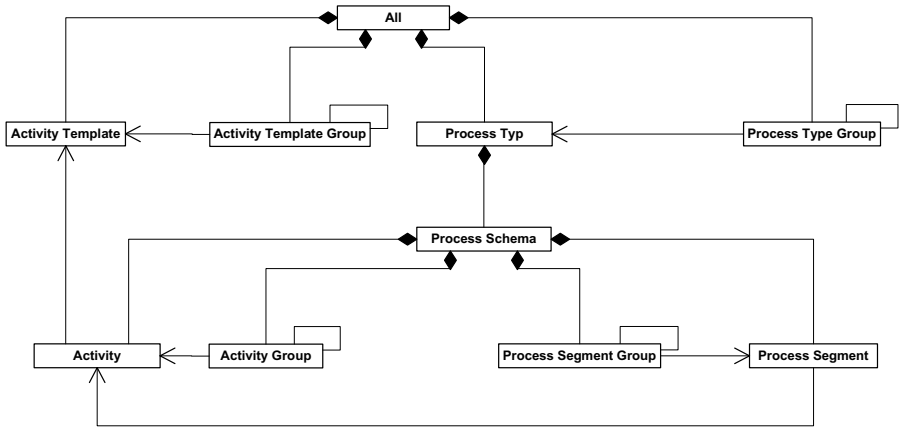 All
Activity Template
Activity Template Group
Process Typ
Process Type Group
Process Schema
Activity
Activity Group
Process Segment Group
Process Segment